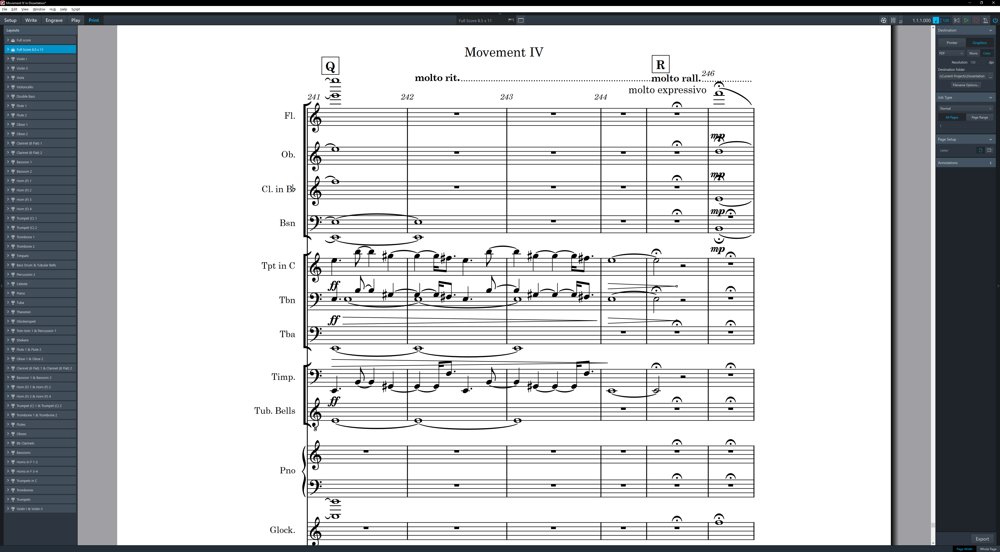 Movement IV in Dissertation*
File Edit View Window Hub Help Script
Setup Write Engrave Play Print
Full Score 8.5 x 11
1.1.1.000 120
Layouts
Full score
Full Score 8.5 x 11
Violin I
Violin II
Viola
Violoncello
Double Bass
Flute 1
Flute 2
Oboe 1
Oboe 2
Clarinet (B Flat) 1
Clarinet (B Flat) 2
Bassoon 1
Bassoon 2
Horn (F) 1
Horn (F) 2
Horn (F) 3
Horn (F) 4
Trumpet (C) 1
Trumpet (C) 2
Trombone 1
Trombone 2
Timpani
Bass Drum & Tubular Bells
Percussion 2
Celeste
Piano
Tuba
Theremin
Glockenspiel
Tom-tom 1 & Percussion 1
Shekere
Flute 1 & Flute 2
Oboe 1 & Oboe 2
Clarinet (B Flat) 1 & Clarinet (B Flat) 2
Bassoon 1 & Bassoon 2
Horn (F) 1 & Horn (F) 2
Horn (F) 3 & Horn (F) 4
Trumpet (C) 1 & Trumpet (C) 2
Trombone 1 & Trombone 2
Flutes
Oboes
Bb Clarinets
Bassoons
Horns in F 1-2
Horns in F 3-4
Trumpets in C
Trombones
Trumpets
Violin I & Violin II
Movement IV
Q
R
molto rit.
molto rall.
246
molto expressivo
241 242 243 244
Fl.
mp
Ob.
mp
Cl. in B♭
mp
Bsn
mp
Tpt in C
ff
Tbn
ff
Tba
Timp.
ff
Tub. Bells
8
Pno
Glock.
Destination
Printer Graphics
PDF Mono Color
Resolution 150 dpi
Destination folder
\Current Projects\Dissertation ...
Filename Options...
Job Type
Normal
All Pages Page Range
1
Page Setup
Letter
Annotations
Export
Page Width Whole Page